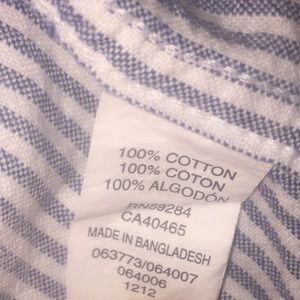 100% COTTON
100% COTON
100% ALGODÓN
RN59284
CA40465
MADE IN BANGLADESH
063773/064007
064006
1212